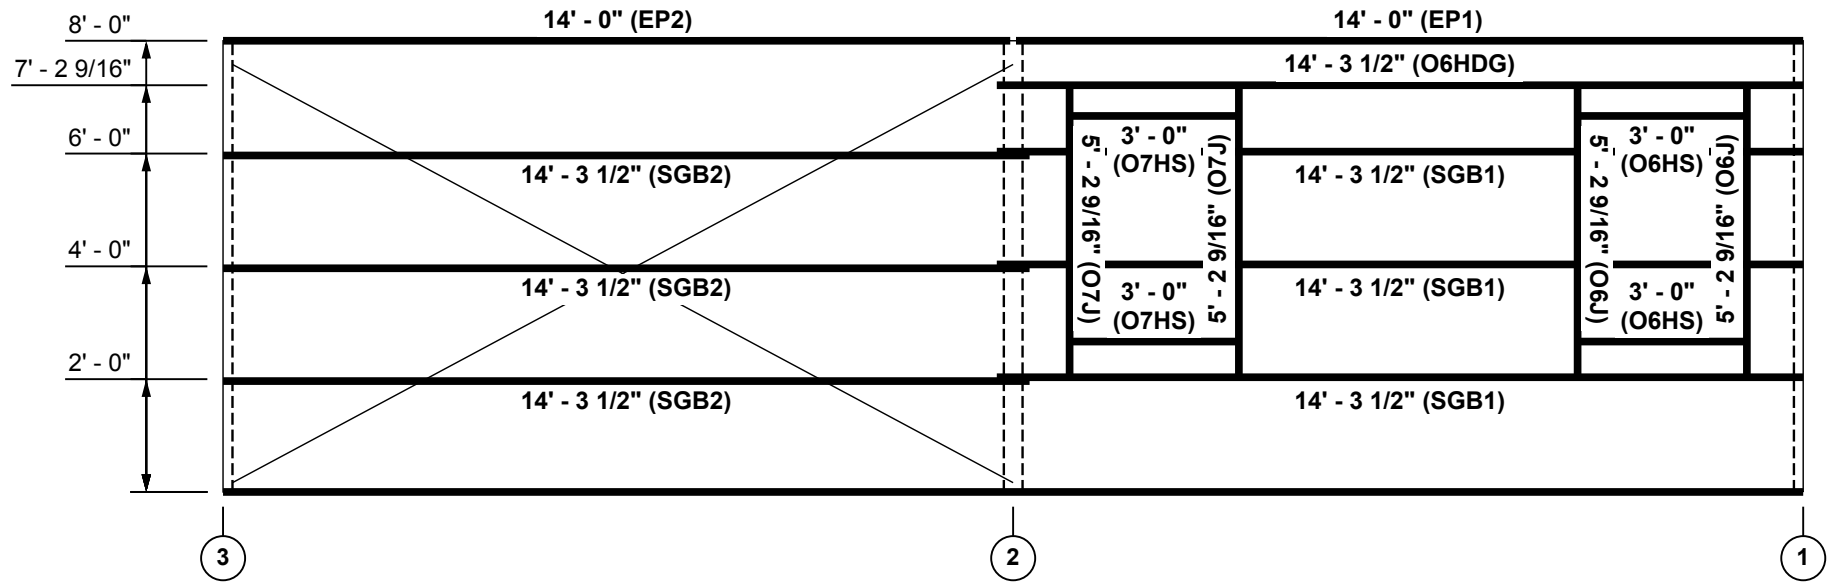 14' - 0" (EP2)
14' - 0" (EP1)
8' - 0"
14' - 3 1/2" (O6HDG)
7' - 2 9/16"
6' - 0"
14' - 3 1/2" (SGB2)
5' - 2 9/16" (O7J)
3' - 0"
(O7HS)
5' - 2 9/16" (O7J)
14' - 3 1/2" (SGB1)
5' - 2 9/16" (O6J)
3' - 0"
(O6HS)
5' - 2 9/16" (O6J)
4' - 0"
14' - 3 1/2" (SGB2)
3' - 0"
(O7HS)
14' - 3 1/2" (SGB1)
3' - 0"
(O6HS)
2' - 0"
14' - 3 1/2" (SGB2)
14' - 3 1/2" (SGB1)
3
2
1